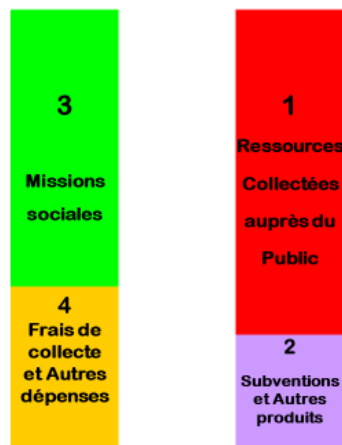 3
Missions
sociales
4
Frais de
collecte
et Autres
dépenses
1
Ressources
Collectées
auprès du
Public
2
Subventions
et Autres
produits